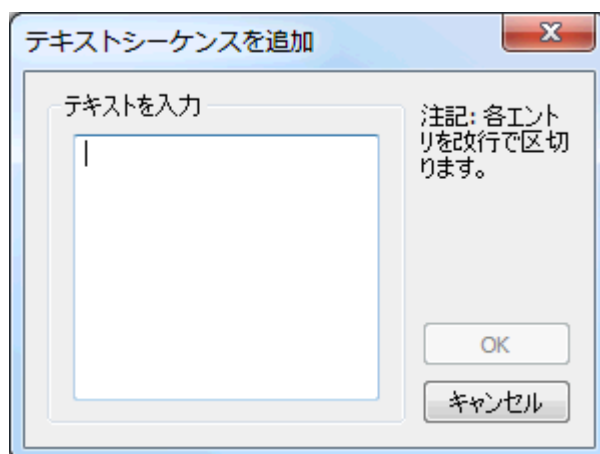 テキストシーケンスを追加
テキストを入力
注記: 各エント
リを改行で区切
ります。
OK
キャンセル